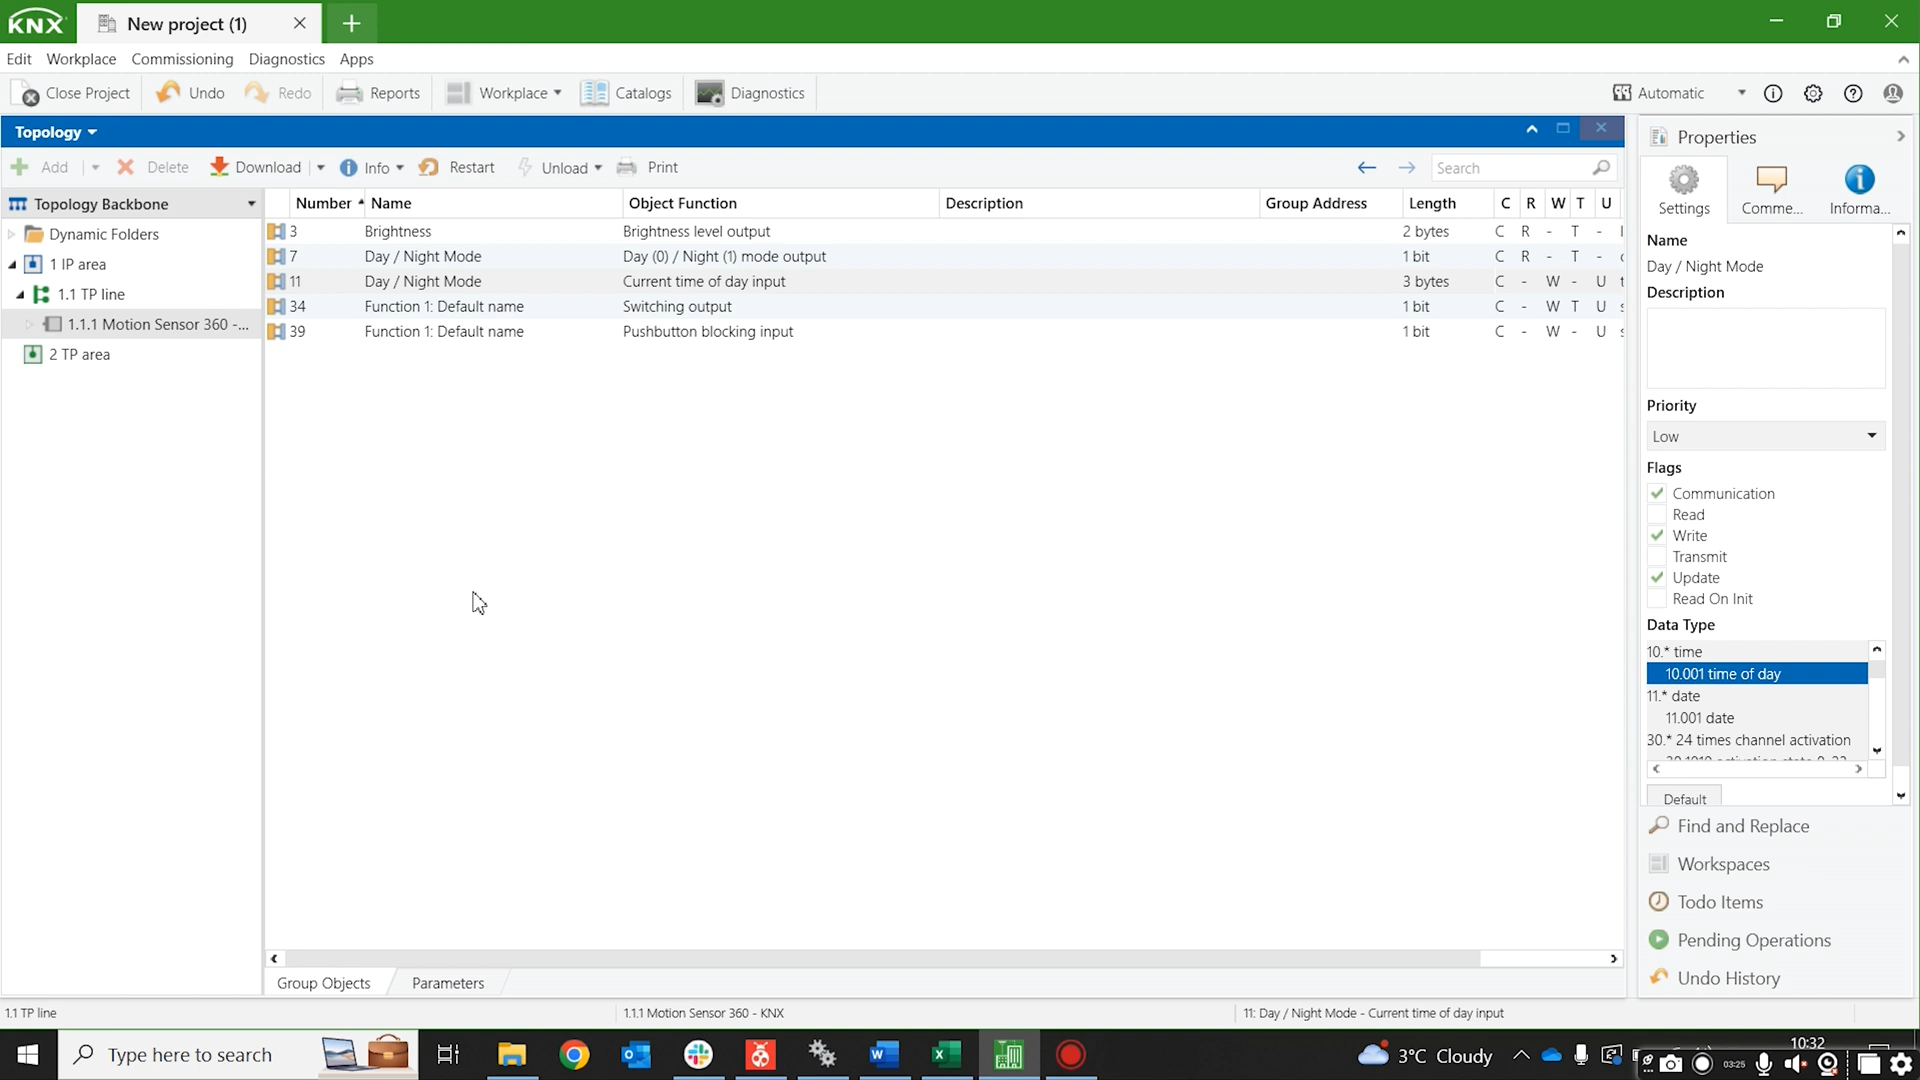 KNX New project (1)
Edit Workplace Commissioning Diagnostics Apps
Close Project Undo Redo Reports Workplace Catalogs Diagnostics Automatic
Topology
Add Delete Download Info Restart Unload Print Search
Topology Backbone
Dynamic Folders
1 IP area
1.1 TP line
1.1.1 Motion Sensor 360 -...
2 TP area
Number Name Object Function Description Group Address Length C R W T U
3 Brightness Brightness level output 2 bytes C R - T -
7 Day / Night Mode Day (0) / Night (1) mode output 1 bit C R - T -
11 Day / Night Mode Current time of day input 3 bytes C - W - U
34 Function 1: Default name Switching output 1 bit C - W T U
39 Function 1: Default name Pushbutton blocking input 1 bit C - W - U
Group Objects Parameters
Properties
Settings Comme... Informa...
Name
Day / Night Mode
Description
Priority
Low
Flags
Communication
Read
Write
Transmit
Update
Read On Init
Data Type
10.* time
10.001 time of day
11.* date
11.001 date
30.* 24 times channel activation
Default
Find and Replace
Workspaces
Todo Items
Pending Operations
Undo History
1.1 TP line 1.1.1 Motion Sensor 360 - KNX 11: Day / Night Mode - Current time of day input
Type here to search 3°C Cloudy 10:32
03:25